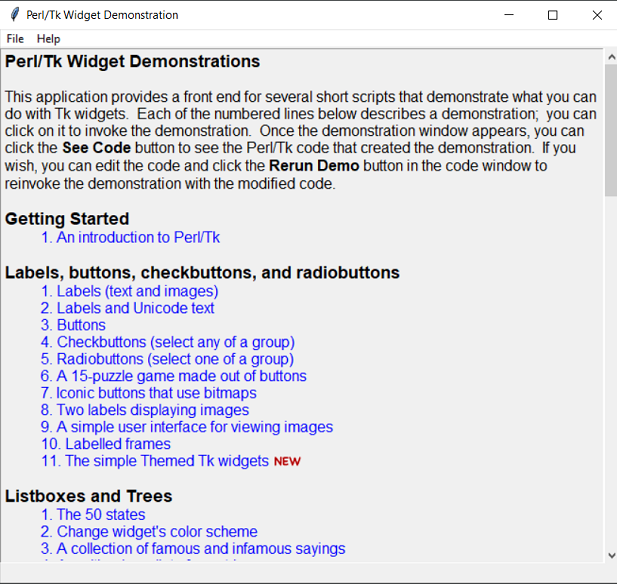 Perl/Tk Widget Demonstration
File Help
Perl/Tk Widget Demonstrations
This application provides a front end for several short scripts that demonstrate what you can
do with Tk widgets. Each of the numbered lines below describes a demonstration; you can
click on it to invoke the demonstration. Once the demonstration window appears, you can
click the See Code button to see the Perl/Tk code that created the demonstration. If you
wish, you can edit the code and click the Rerun Demo button in the code window to
reinvoke the demonstration with the modified code.
Getting Started
1. An introduction to Perl/Tk
Labels, buttons, checkbuttons, and radiobuttons
1. Labels (text and images)
2. Labels and Unicode text
3. Buttons
4. Checkbuttons (select any of a group)
5. Radiobuttons (select one of a group)
6. A 15-puzzle game made out of buttons
7. Iconic buttons that use bitmaps
8. Two labels displaying images
9. A simple user interface for viewing images
10. Labelled frames
11. The simple Themed Tk widgets NEW
Listboxes and Trees
1. The 50 states
2. Change widget's color scheme
3. A collection of famous and infamous sayings